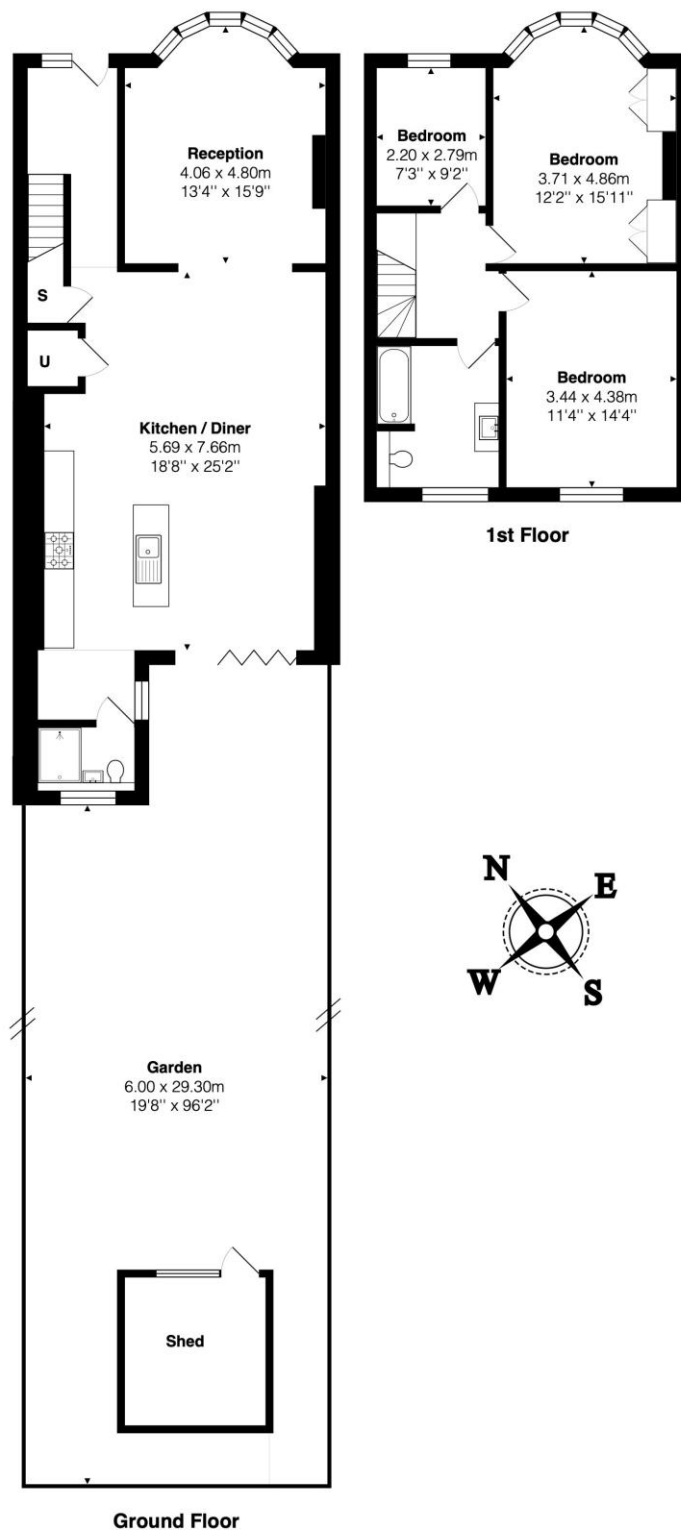 Reception
4.06 x 4.80m
13'4'' x 15'9''
S
U
Kitchen / Diner
5.69 x 7.66m
18'8'' x 25'2''
Garden
6.00 x 29.30m
19'8'' x 96'2''
Shed
Ground Floor
Bedroom
2.20 x 2.79m
7'3'' x 9'2''
Bedroom
3.71 x 4.86m
12'2'' x 15'11''
Bedroom
3.44 x 4.38m
11'4'' x 14'4''
1st Floor
N
E
W
S